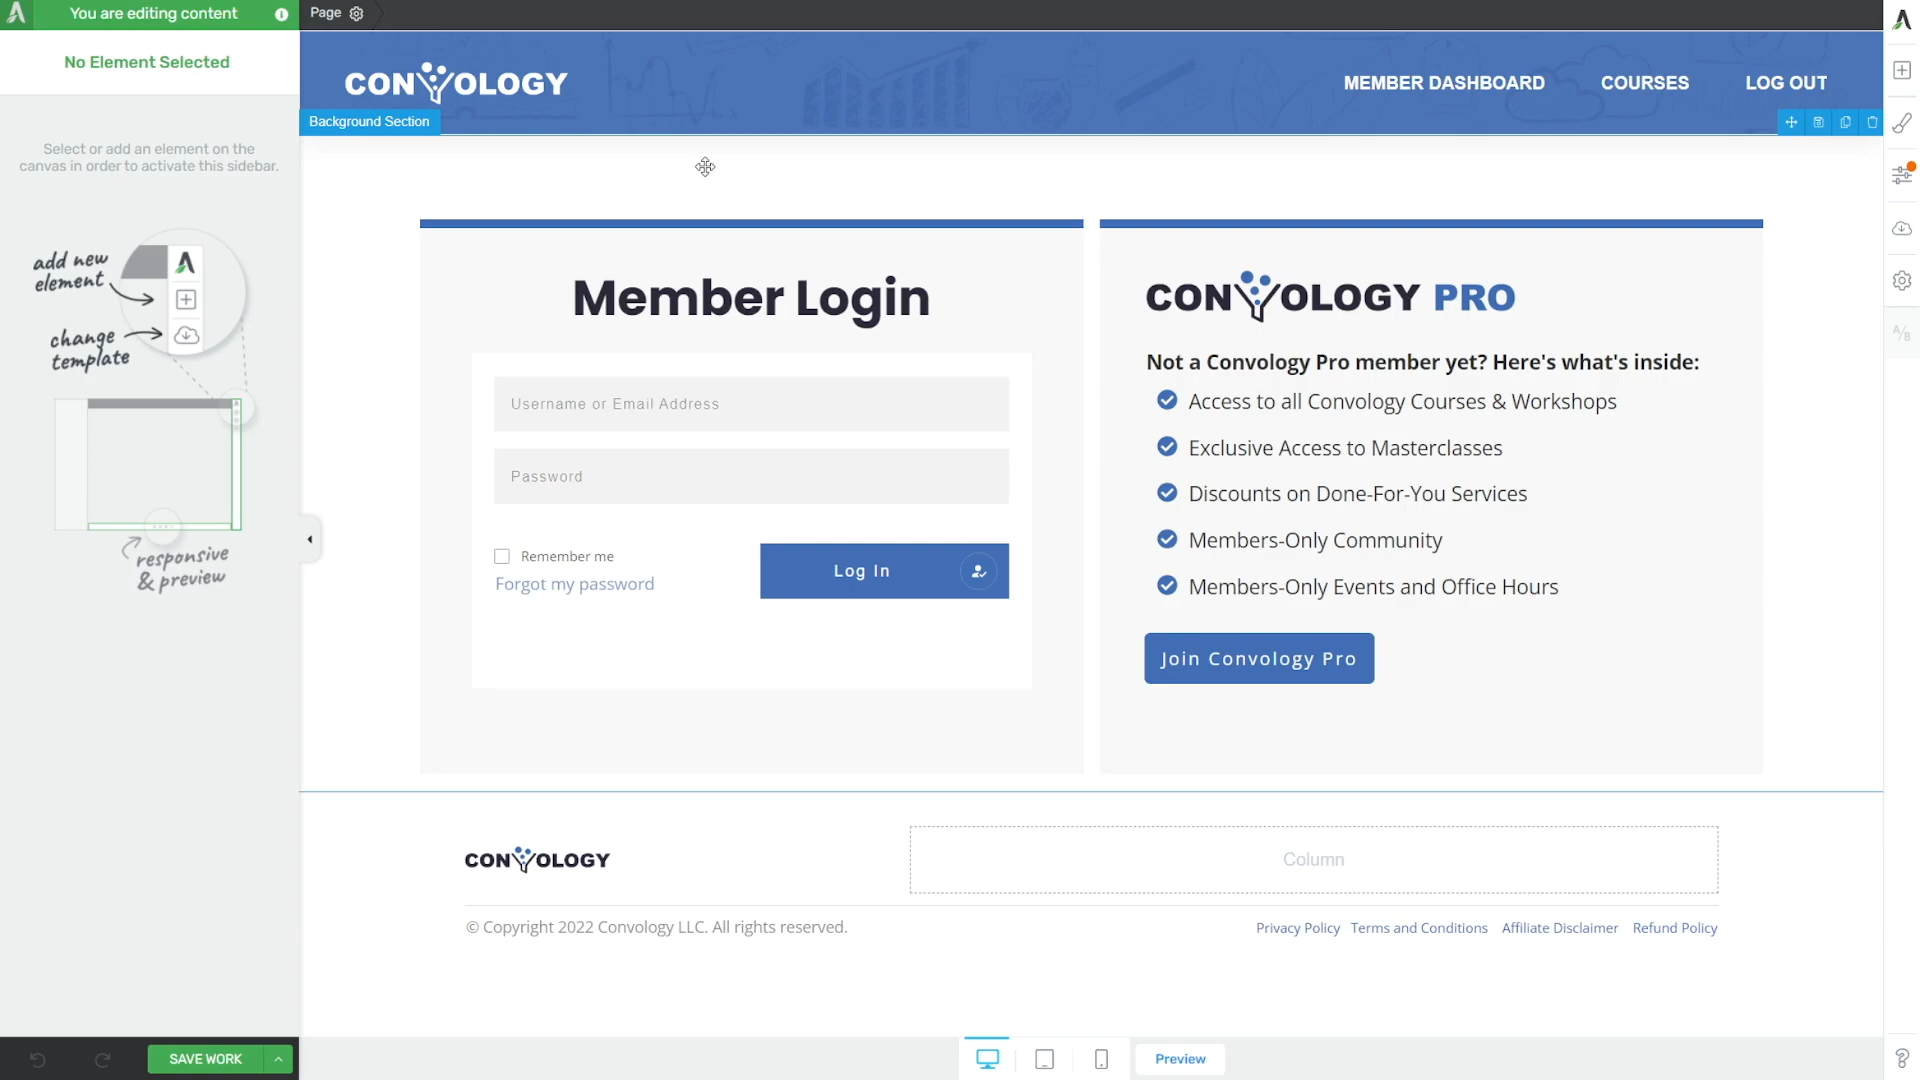 You are editing content
Page
No Element Selected
CONVOLOGY
MEMBER DASHBOARD
COURSES
LOG OUT
Background Section
Select or add an element on the
canvas in order to activate this sidebar.
add new
element
change
template
responsive
& preview
Member Login
Username or Email Address
Password
Remember me
Forgot my password
Log In
CONVOLOGY PRO
Not a Convology Pro member yet? Here's what's inside:
Access to all Convology Courses & Workshops
Exclusive Access to Masterclasses
Discounts on Done-For-You Services
Members-Only Community
Members-Only Events and Office Hours
Join Convology Pro
A/B
CONVOLOGY
Column
© Copyright 2022 Convology LLC. All rights reserved.
Privacy Policy
Terms and Conditions
Affiliate Disclaimer
Refund Policy
SAVE WORK
Preview